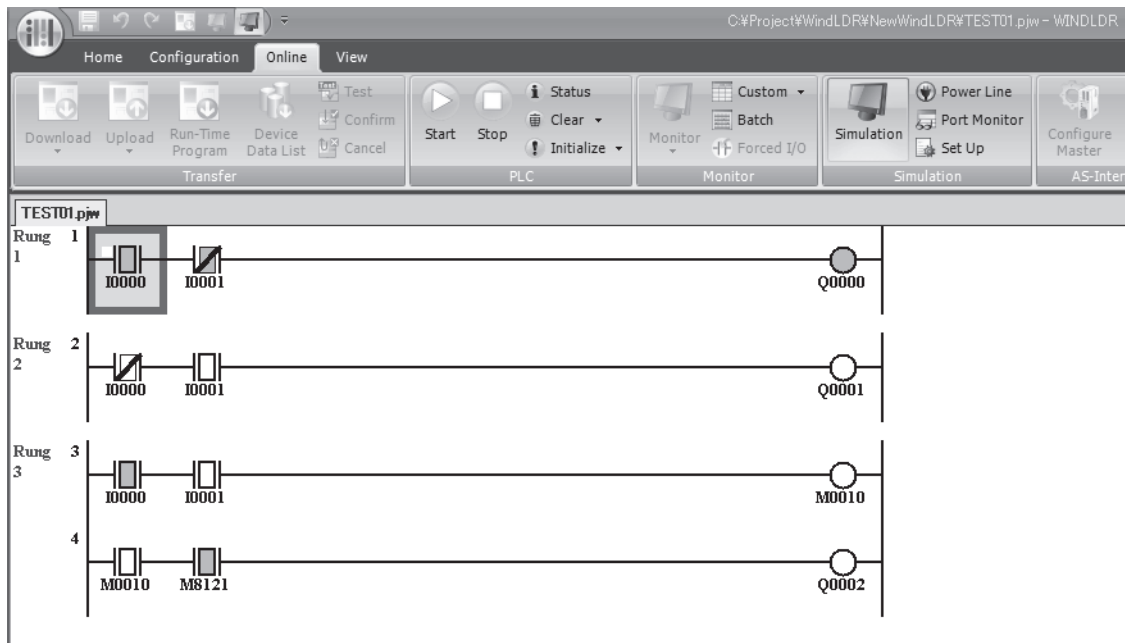 C:¥Project¥WindLDR¥NewWindLDR¥TEST01.pjw - WINDLDR
Home Configuration Online View
Download Upload Run-Time Program Device Data List Test Confirm Cancel
Transfer
Start Stop Status Clear Initialize
PLC
Monitor Custom Batch Forced I/O
Monitor
Simulation Power Line Port Monitor Set Up
Simulation
Configure Master
AS-Inter
TEST01.pjw
Rung 1 1
I0000 I0001 Q0000
Rung 2 2
I0000 I0001 Q0001
Rung 3 3
I0000 I0001 M0010
4
M0010 M8121 Q0002